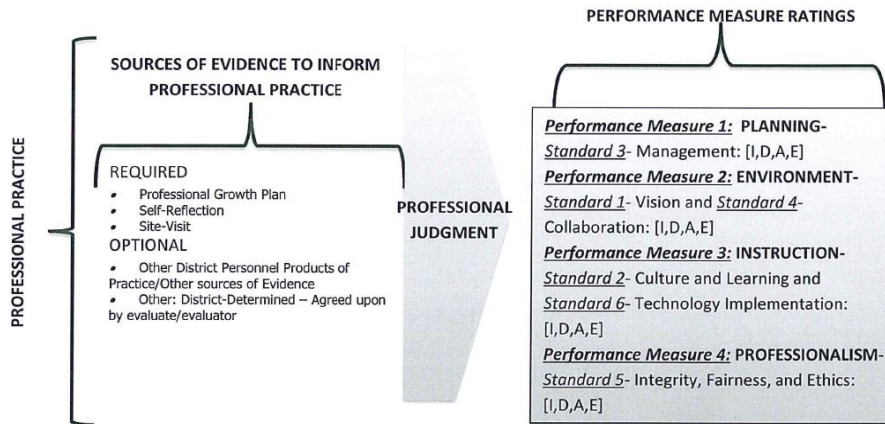 PROFESSIONAL PRACTICE
SOURCES OF EVIDENCE TO INFORM
PROFESSIONAL PRACTICE
REQUIRED
• Professional Growth Plan
• Self-Reflection
• Site-Visit
OPTIONAL
• Other District Personnel Products of
Practice/Other sources of Evidence
• Other: District-Determined – Agreed upon
by evaluate/evaluator
PROFESSIONAL
JUDGMENT
PERFORMANCE MEASURE RATINGS
Performance Measure 1: PLANNING-
Standard 3- Management: [I,D,A,E]
Performance Measure 2: ENVIRONMENT-
Standard 1- Vision and Standard 4-
Collaboration: [I,D,A,E]
Performance Measure 3: INSTRUCTION-
Standard 2- Culture and Learning and
Standard 6- Technology Implementation:
[I,D,A,E]
Performance Measure 4: PROFESSIONALISM-
Standard 5- Integrity, Fairness, and Ethics:
[I,D,A,E]